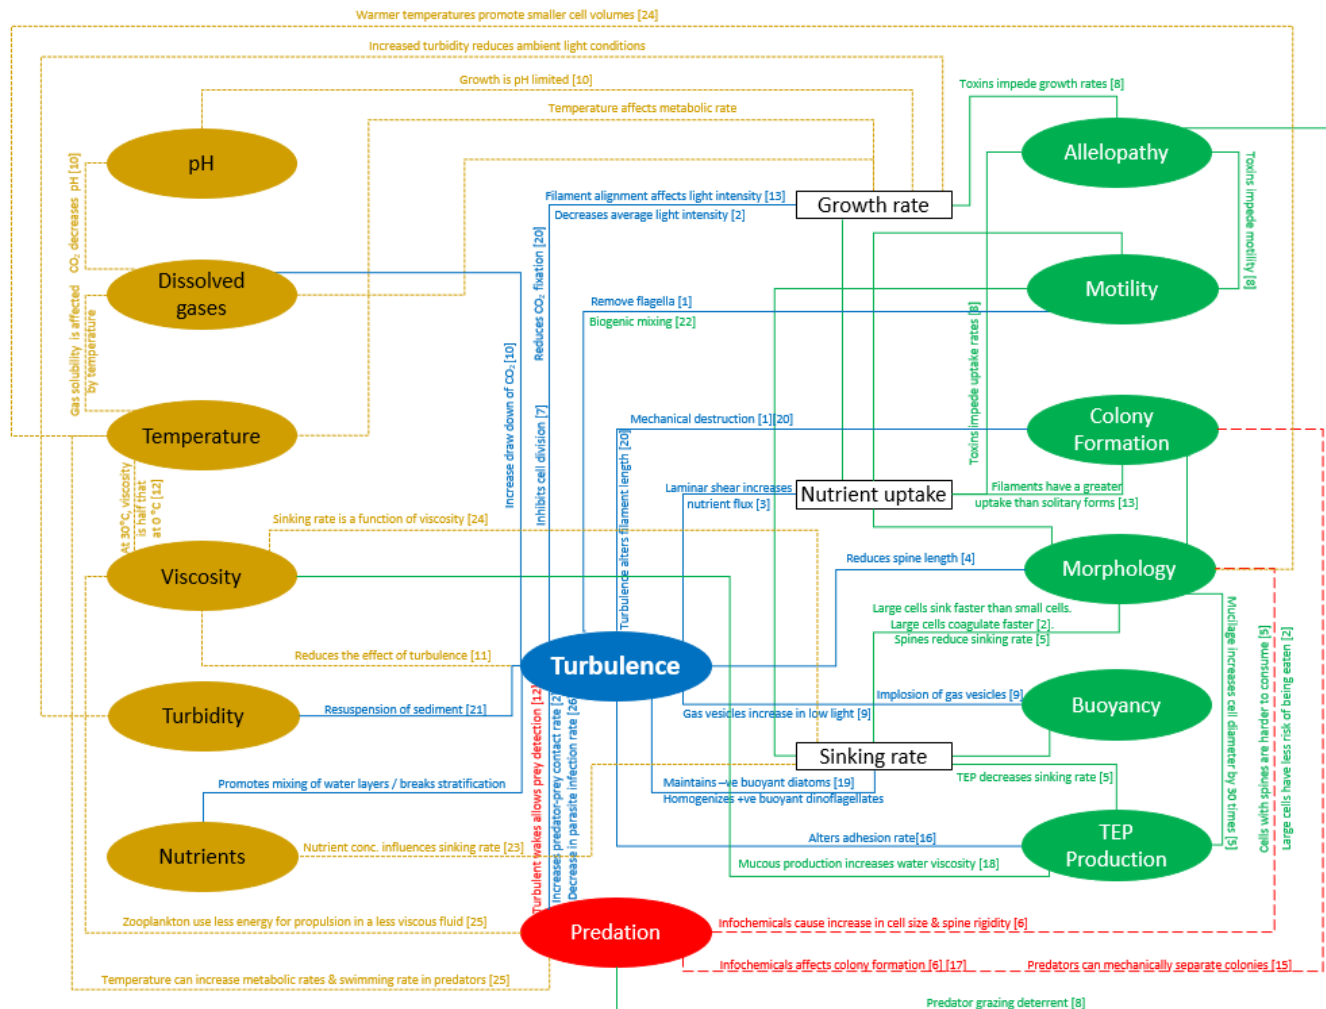 Warmer temperatures promote smaller cell volumes [24]
Increased turbidity reduces ambient light conditions
Growth is pH limited [10]
Temperature affects metabolic rate
Toxins impede growth rates [8]
pH
Allelopathy
CO₂ decreases pH [10]
Toxins impede motility [8]
Filament alignment affects light intensity [13]
Decreases average light intensity [2]
Growth rate
Reduces CO₂ fixation [20]
Dissolved
gases
Motility
Remove flagella [1]
Biogenic mixing [22]
Gas solubility is affected
by temperature
Increase draw down of CO₂ [10]
Inhibits cell division [7]
Toxins impede uptake rates [8]
Temperature
Mechanical destruction [1][20]
Colony
Formation
Turbulence alters filament length [20]
At 30°C, viscosity
is half that
at 0 °C [12]
Laminar shear increases
nutrient flux [3]
Nutrient uptake
Filaments have a greater
uptake than solitary forms [13]
Sinking rate is a function of viscosity [24]
Viscosity
Reduces spine length [4]
Morphology
Large cells sink faster than small cells.
Large cells coagulate faster [2].
Spines reduce sinking rate [5]
Mucilage increases cell diameter by 30 times [5]
Cells with spines are harder to consume [5]
Large cells have less risk of being eaten [2]
Reduces the effect of turbulence [11]
Turbulence
Turbidity
Resuspension of sediment [21]
Implosion of gas vesicles [9]
Gas vesicles increase in low light [9]
Buoyancy
Sinking rate
Turbulent wakes allows prey detection [12]
Increases predator-prey contact rate [2]
Decrease in parasite infection rate [26]
Promotes mixing of water layers / breaks stratification
Maintains –ve buoyant diatoms [19]
Homogenizes +ve buoyant dinoflagellates
TEP decreases sinking rate [5]
Nutrients
Nutrient conc. influences sinking rate [23]
Alters adhesion rate[16]
TEP
Production
Mucous production increases water viscosity [18]
Zooplankton use less energy for propulsion in a less viscous fluid [25]
Predation
Infochemicals cause increase in cell size & spine rigidity [6]
Infochemicals affects colony formation [6] [17]
Predators can mechanically separate colonies [15]
Temperature can increase metabolic rates & swimming rate in predators [25]
Predator grazing deterrent [8]